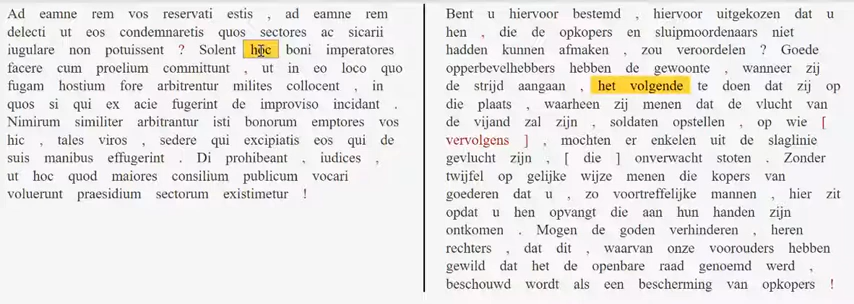 Ad eamne rem vos reservati estis , ad eamne rem
delecti ut eos condemnaretis quos sectores ac sicarii
iugulare non potuissent ? Solent hoc boni imperatores
facere cum proelium committunt , ut in eo loco quo
fugam hostium fore arbitrentur milites collocent , in
quos si qui ex acie fugerint de improviso incidant .
Nimirum similiter arbitrantur isti bonorum emptores vos
hic , tales viros , sedere qui excipiatis eos qui de
suis manibus effugerint . Di prohibeant , iudices ,
ut hoc quod maiores consilium publicum vocari
voluerunt praesidium sectorum existimetur !
Bent u hiervoor bestemd , hiervoor uitgekozen dat u
hen , die de opkopers en sluipmoordenaars niet
hadden kunnen afmaken , zou veroordelen ? Goede
opperbevelhebbers hebben de gewoonte , wanneer zij
de strijd aangaan , het volgende te doen dat zij op
die plaats , waarheen zij menen dat de vlucht van
de vijand zal zijn , soldaten opstellen , op wie [
vervolgens ] , mochten er enkelen uit de slaglinie
gevlucht zijn , [ die ] onverwacht stoten . Zonder
twijfel op gelijke wijze menen die kopers van
goederen dat u , zo voortreffelijke mannen , hier zit
opdat u hen opvangt die aan hun handen zijn
ontkomen . Mogen de goden verhinderen , heren
rechters , dat dit , waarvan onze voorouders hebben
gewild dat het de openbare raad genoemd werd ,
beschouwd wordt als een bescherming van opkopers !